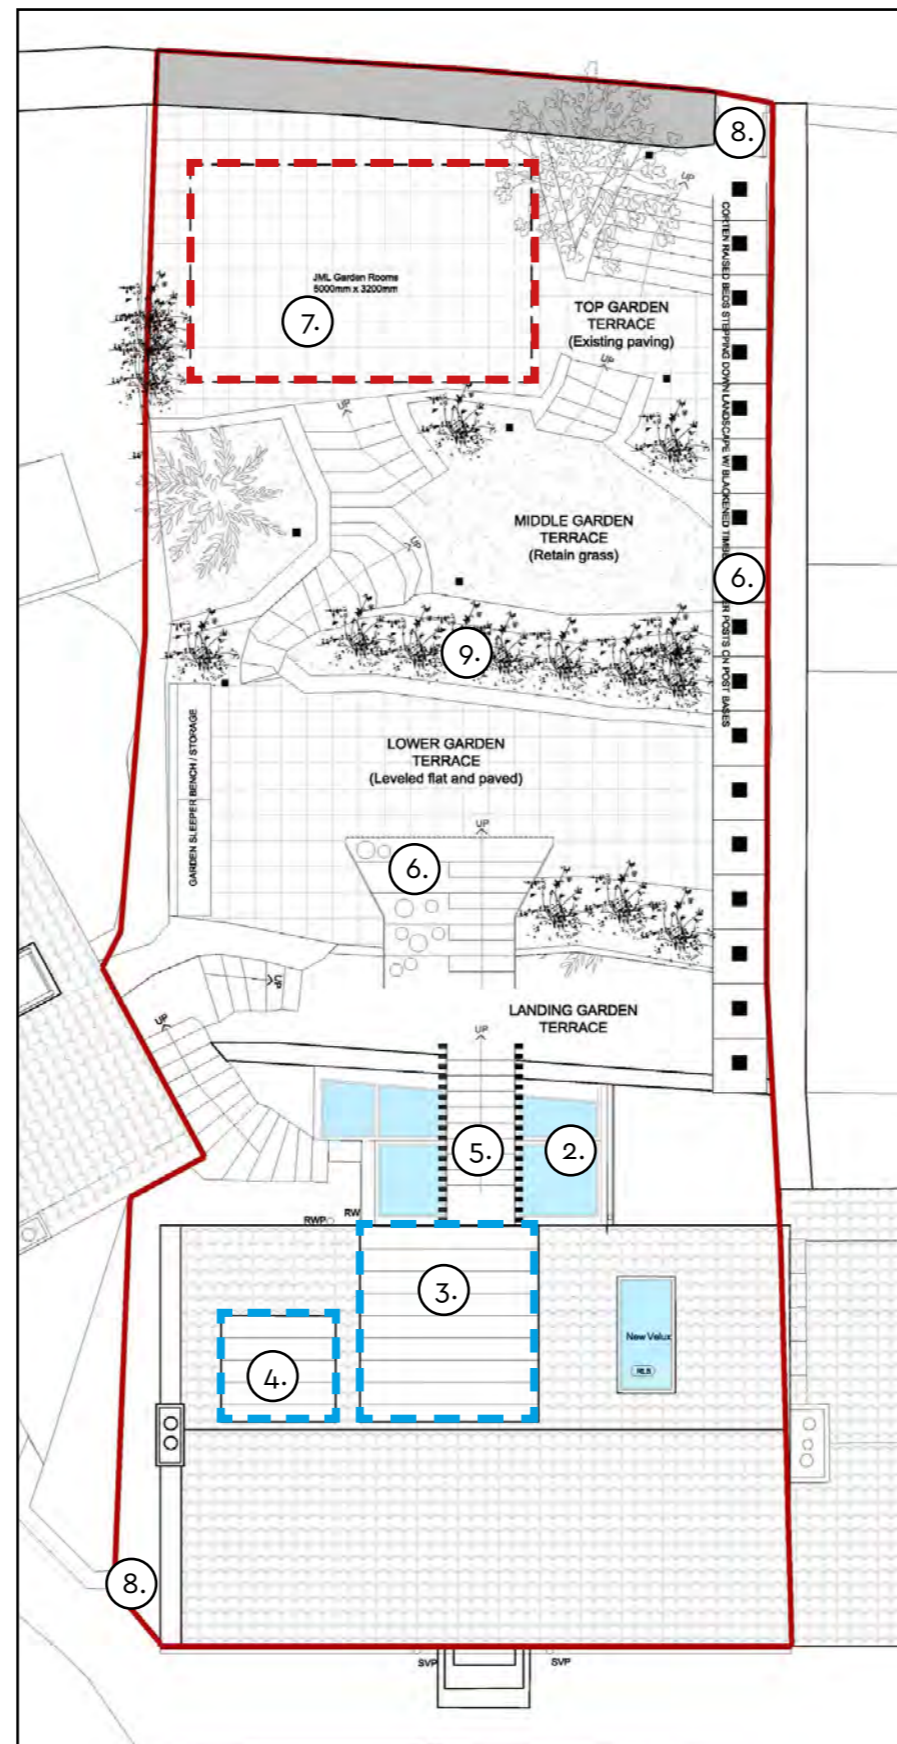 8.
UP
JML Garden Rooms
5000mm x 3200mm
7.
TOP GARDEN
TERRACE
(Existing paving)
UP
UP
CORTEN RAISED BEDS STEPPING DOWN LANDSCAPE W/ BLACKENED TIMBER POSTS ON POST BASES
MIDDLE GARDEN
TERRACE
(Retain grass)
UP
6.
9.
GARDEN SLEEPER BENCH / STORAGE
LOWER GARDEN
TERRACE
(Leveled flat and paved)
UP
6.
UP
UP
LANDING GARDEN
TERRACE
UP
5.
2.
RWP
RW
3.
New Velux
RLS
4.
8.
SVP
SVP